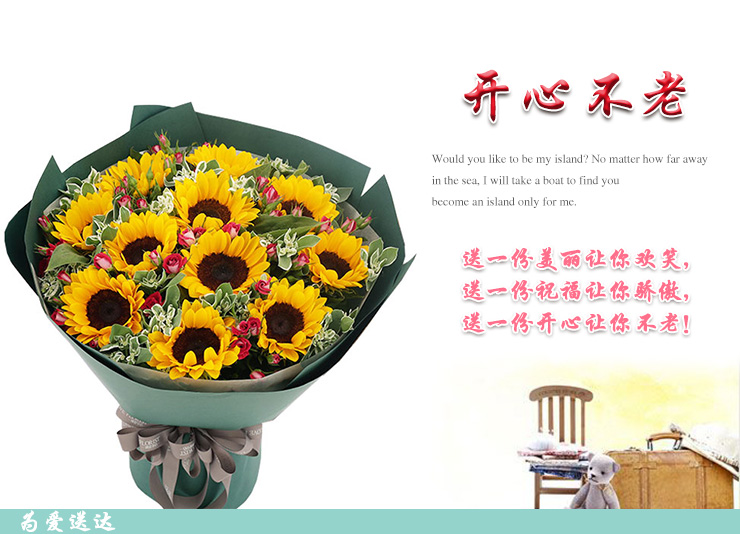 开心不老
Would you like to be my island? No matter how far away
in the sea, I will take a boat to find you
become an island only for me.
送一份美丽让你欢笑,
送一份祝福让你骄傲,
送一份开心让你不老!
为爱送达